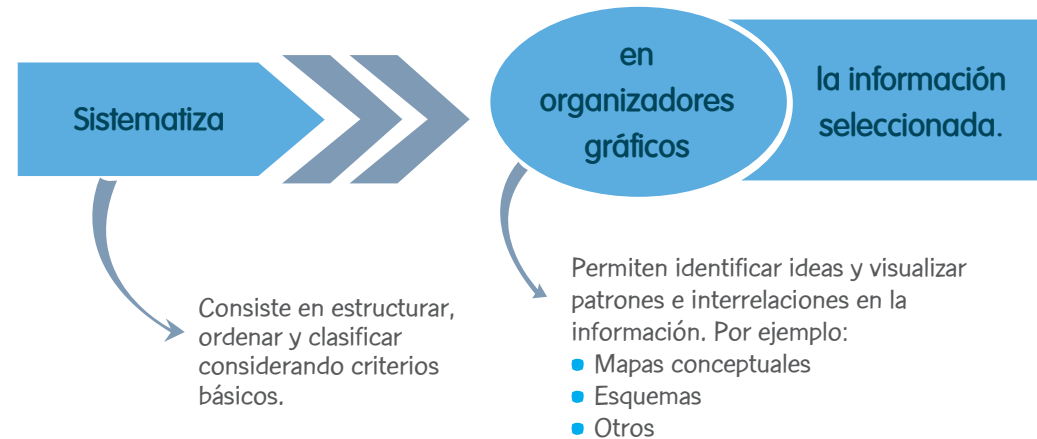 Sistematiza
en
organizadores
gráficos
la información
seleccionada.
Consiste en estructurar,
ordenar y clasificar
considerando criterios
básicos.
Permiten identificar ideas y visualizar
patrones e interrelaciones en la
información. Por ejemplo:
Mapas conceptuales
Esquemas
Otros